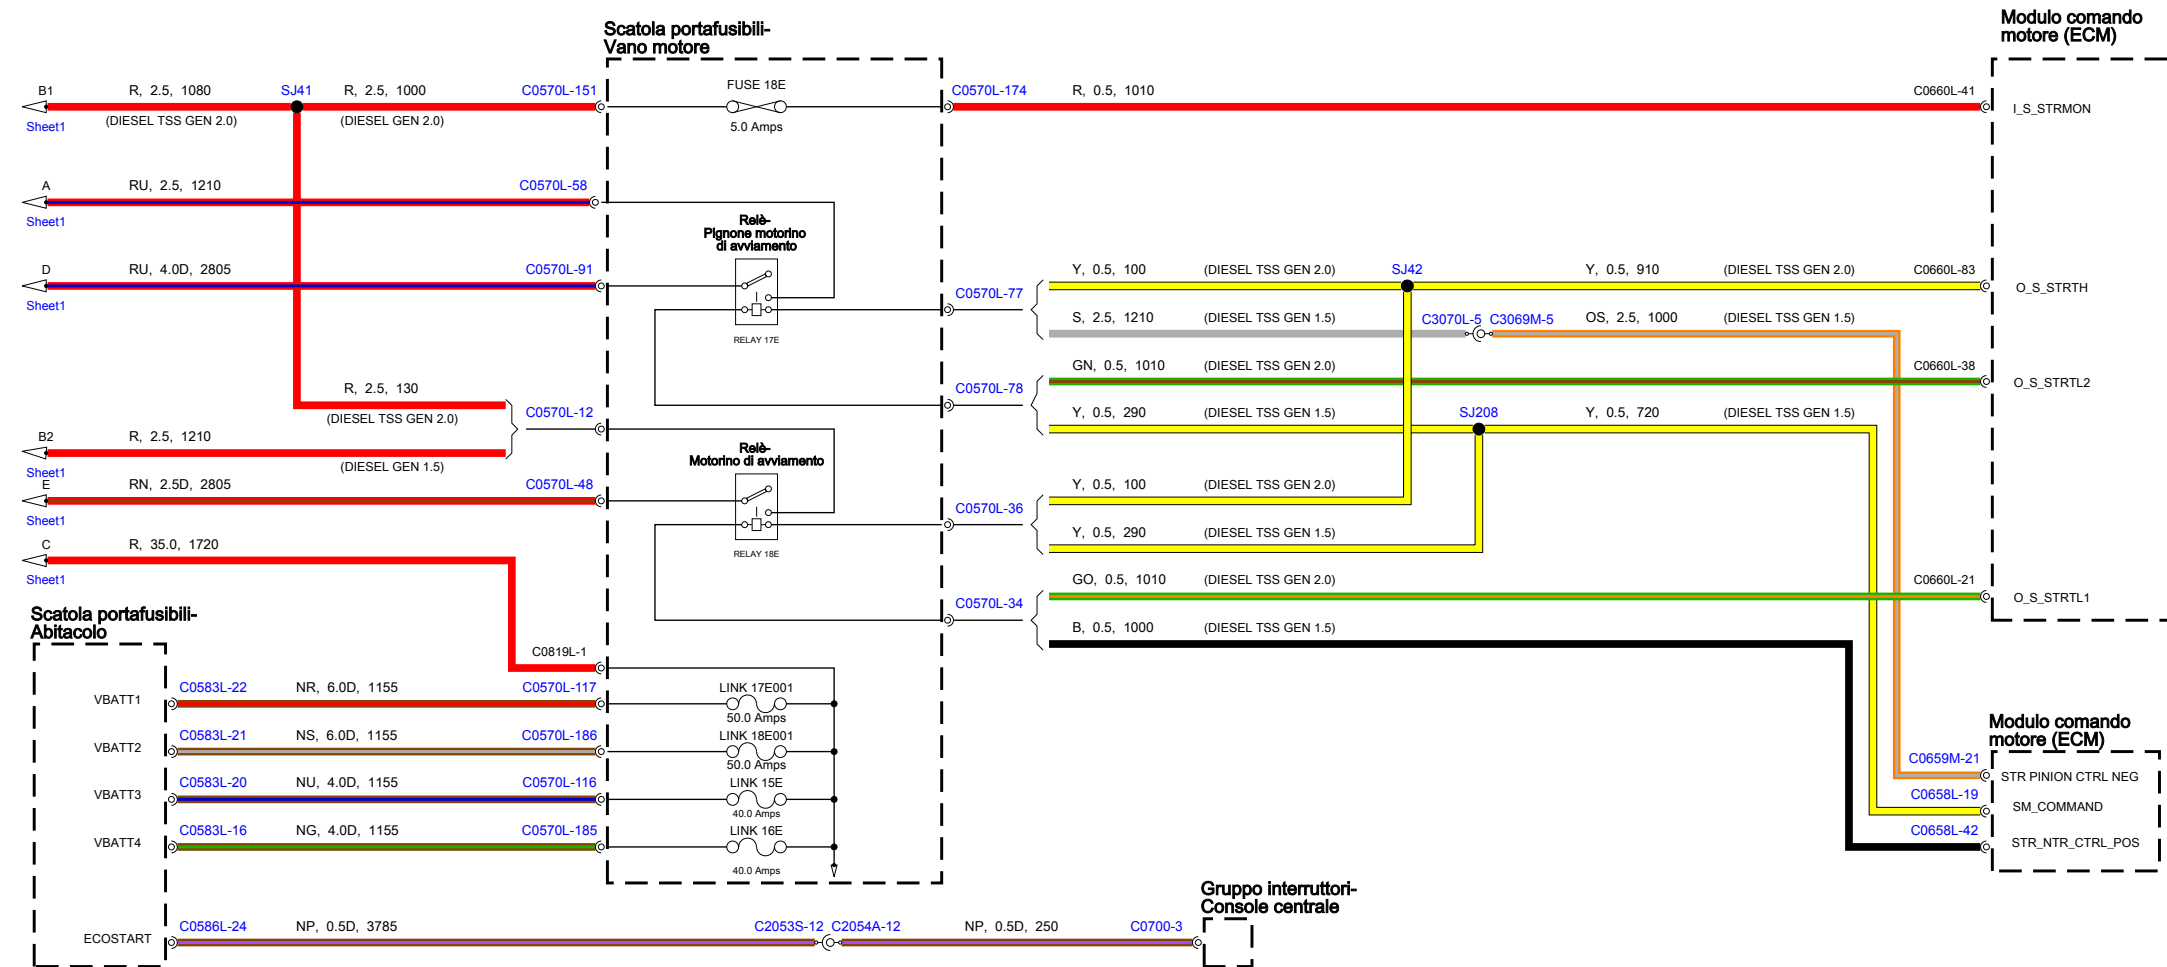 Scatola portafusibili-
Vano motore
Modulo comando
motore (ECM)
B1
R, 2.5, 1080
SJ41
R, 2.5, 1000
C0570L-151
FUSE 18E
C0570L-174
R, 0.5, 1010
C0660L-41
I_S_STRMON
Sheet1
(DIESEL TSS GEN 2.0)
(DIESEL GEN 2.0)
5.0 Amps
A
RU, 2.5, 1210
C0570L-58
Sheet1
Relè-
Pignone motorino
di avviamento
D
RU, 4.0D, 2805
C0570L-91
Sheet1
RELAY 17E
C0570L-77
Y, 0.5, 100
(DIESEL TSS GEN 2.0)
SJ42
Y, 0.5, 910
(DIESEL TSS GEN 2.0)
C0660L-83
O_S_STRTH
S, 2.5, 1210
(DIESEL TSS GEN 1.5)
C3070L-5
C3069M-5
OS, 2.5, 1000
(DIESEL TSS GEN 1.5)
C0570L-78
GN, 0.5, 1010
(DIESEL TSS GEN 2.0)
C0660L-38
O_S_STRTL2
R, 2.5, 130
(DIESEL TSS GEN 2.0)
C0570L-12
Y, 0.5, 290
(DIESEL TSS GEN 1.5)
SJ208
Y, 0.5, 720
(DIESEL TSS GEN 1.5)
B2
R, 2.5, 1210
(DIESEL GEN 1.5)
Sheet1
Relè-
Motorino di avviamento
E
RN, 2.5D, 2805
C0570L-48
Sheet1
RELAY 18E
C0570L-36
Y, 0.5, 100
(DIESEL TSS GEN 2.0)
Y, 0.5, 290
(DIESEL TSS GEN 1.5)
C
R, 35.0, 1720
Sheet1
C0570L-34
GO, 0.5, 1010
(DIESEL TSS GEN 2.0)
C0660L-21
O_S_STRTL1
B, 0.5, 1000
(DIESEL TSS GEN 1.5)
Scatola portafusibili-
Abitacolo
C0819L-1
VBATT1
C0583L-22
NR, 6.0D, 1155
C0570L-117
LINK 17E001
50.0 Amps
VBATT2
C0583L-21
NS, 6.0D, 1155
C0570L-186
LINK 18E001
50.0 Amps
VBATT3
C0583L-20
NU, 4.0D, 1155
C0570L-116
LINK 15E
40.0 Amps
VBATT4
C0583L-16
NG, 4.0D, 1155
C0570L-185
LINK 16E
40.0 Amps
Modulo comando
motore (ECM)
C0659M-21
STR PINION CTRL NEG
C0658L-19
SM_COMMAND
C0658L-42
STR_NTR_CTRL_POS
Gruppo interruttori-
Console centrale
ECOSTART
C0586L-24
NP, 0.5D, 3785
C2053S-12
C2054A-12
NP, 0.5D, 250
C0700-3